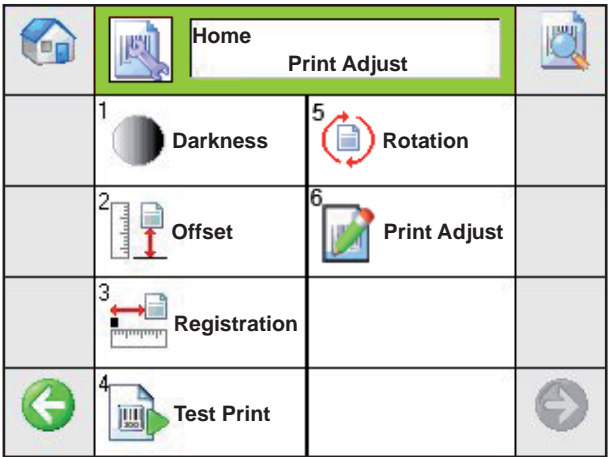 Home
Print Adjust
1
Darkness
5
Rotation
2
Offset
6
Print Adjust
3
Registration
4
Test Print